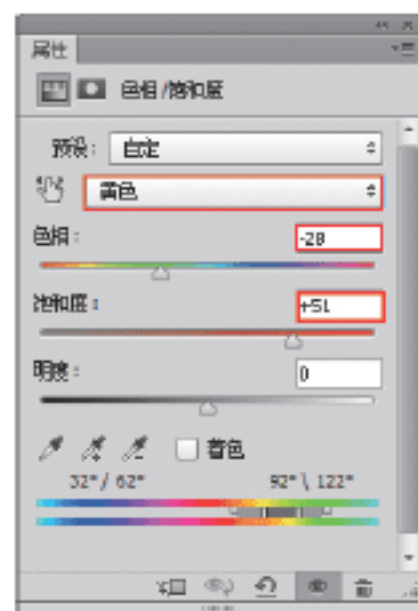 属性
色相/饱和度
预设： 自定
黄色
色相： -28
饱和度： +51
明度： 0
着色
32°/ 62° 92°\ 122°